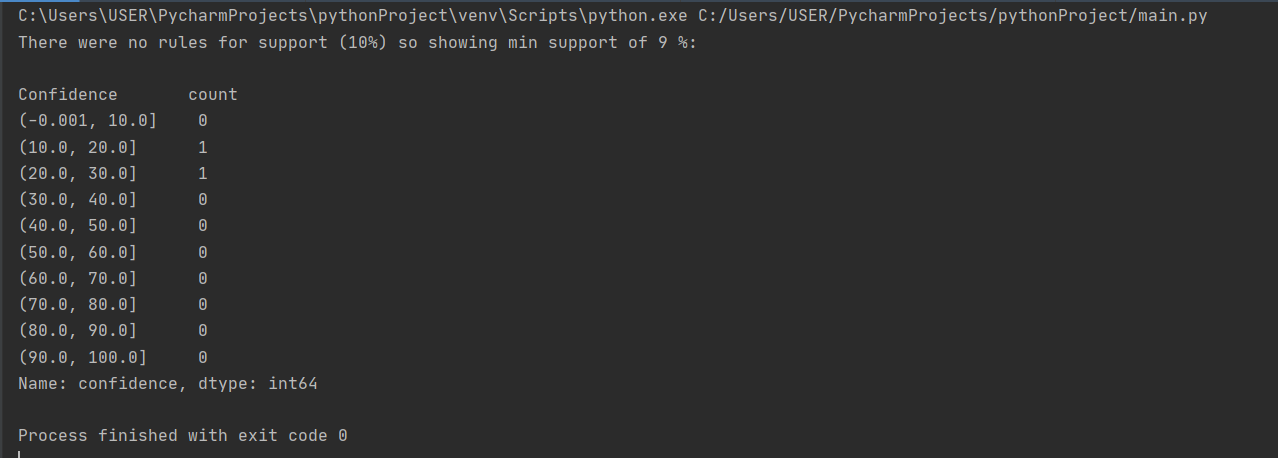 C:\Users\USER\PycharmProjects\pythonProject\venv\Scripts\python.exe C:/Users/USER/PycharmProjects/pythonProject/main.py
There were no rules for support (10%) so showing min support of 9 %:
Confidence count
(-0.001, 10.0] 0
(10.0, 20.0] 1
(20.0, 30.0] 1
(30.0, 40.0] 0
(40.0, 50.0] 0
(50.0, 60.0] 0
(60.0, 70.0] 0
(70.0, 80.0] 0
(80.0, 90.0] 0
(90.0, 100.0] 0
Name: confidence, dtype: int64
Process finished with exit code 0